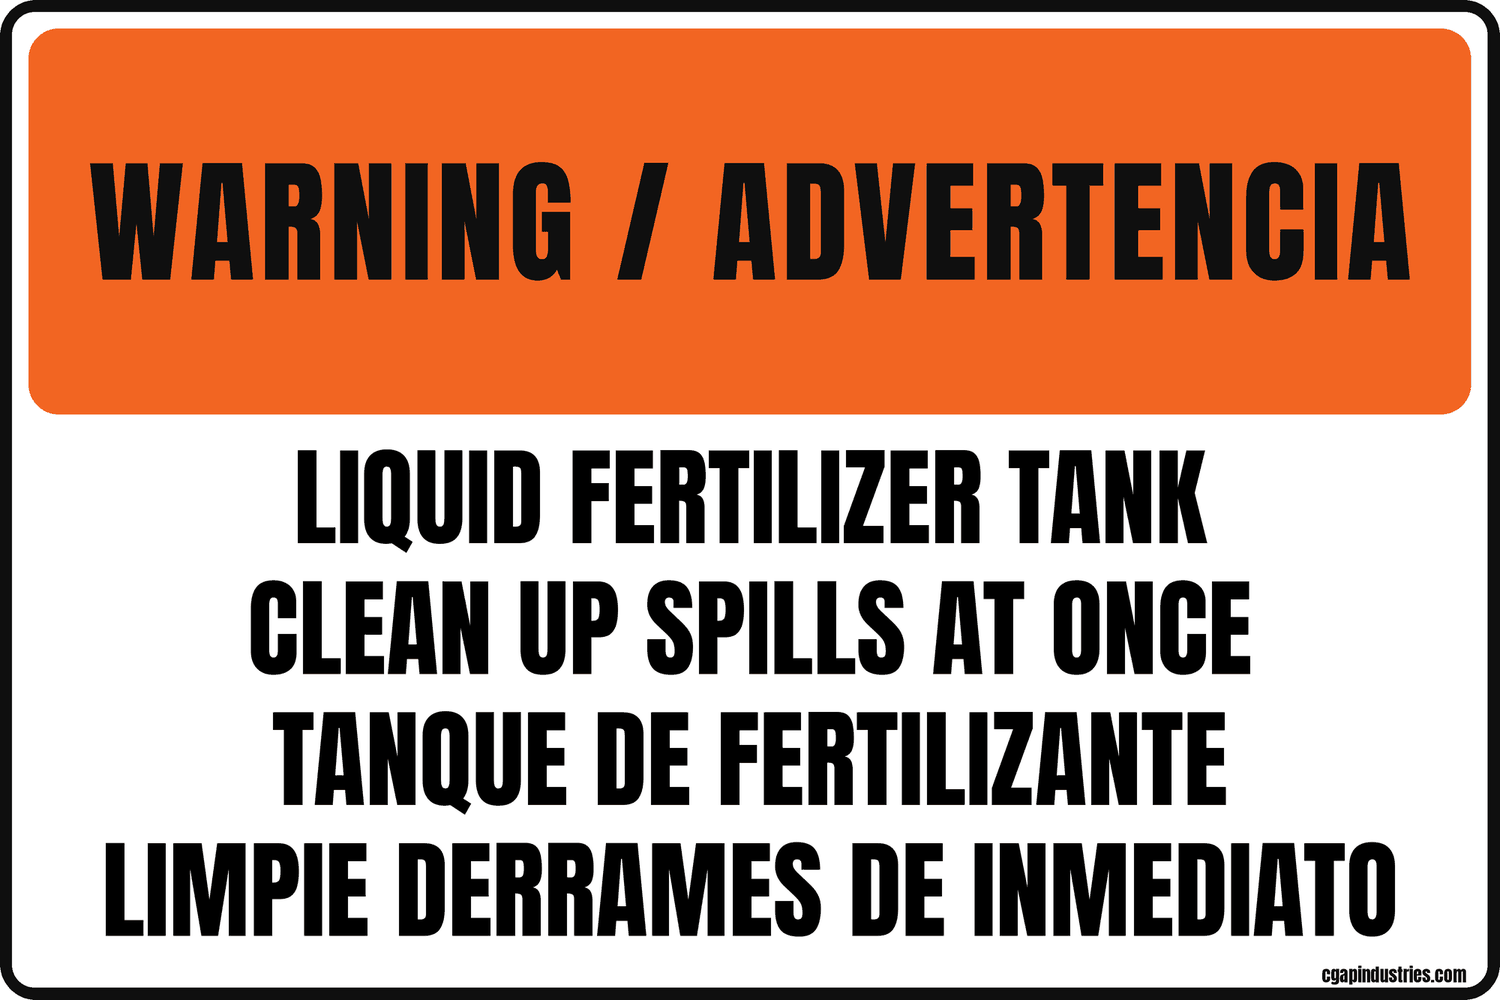 WARNING / ADVERTENCIA
LIQUID FERTILIZER TANK
CLEAN UP SPILLS AT ONCE
TANQUE DE FERTILIZANTE
LIMPIE DERRAMES DE INMEDIATO
cgapindustries.com